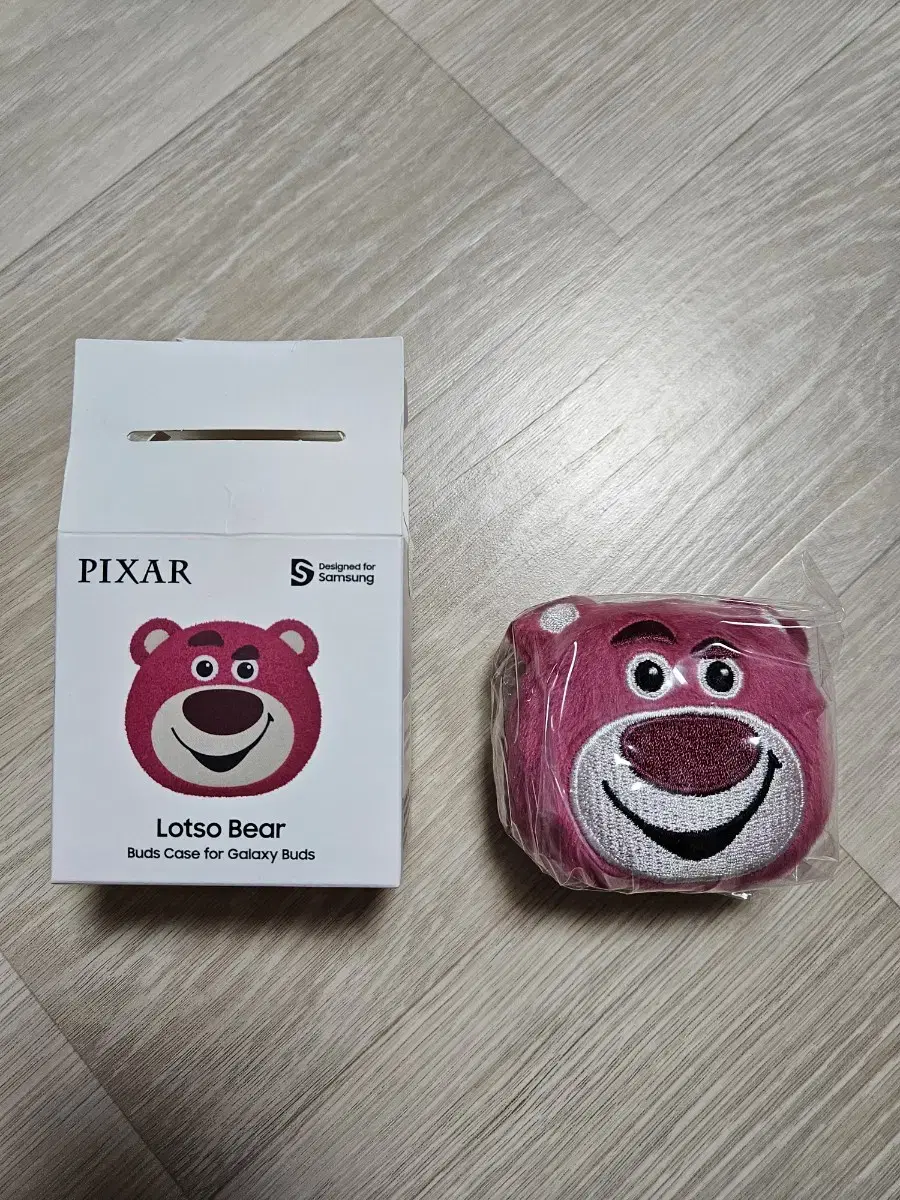 PIXAR
Designed for
Samsung
Lotso Bear
Buds Case for Galaxy Buds